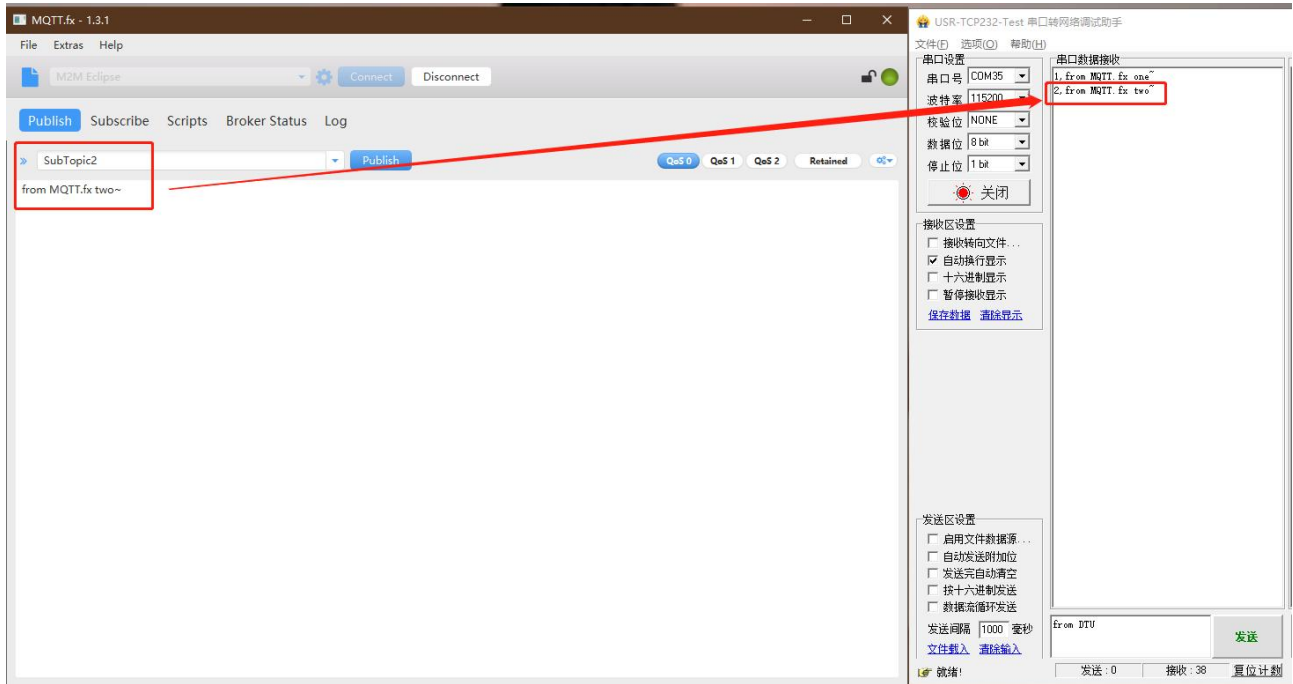 MQTT.fx - 1.3.1
File Extras Help
M2M Eclipse
Connect
Disconnect
Publish Subscribe Scripts Broker Status Log
SubTopic2
Publish
QoS 0 QoS 1 QoS 2 Retained
from MQTT.fx two~
USR-TCP232-Test 串口转网络调试助手
文件(F) 选项(O) 帮助(H)
串口设置
串口号 COM35
波特率 115200
校验位 NONE
数据位 8 bit
停止位 1 bit
关闭
接收区设置
接收转向文件...
自动换行显示
十六进制显示
暂停接收显示
保存数据 清除显示
发送区设置
启用文件数据源...
自动发送附加位
发送完自动清空
按十六进制发送
数据流循环发送
发送间隔 1000 毫秒
文件载入 清除输入
串口数据接收
1,from MQTT.fx one~
2,from MQTT.fx two~
from DTU
发送
就绪!
发送 : 0
接收 : 38
复位计数